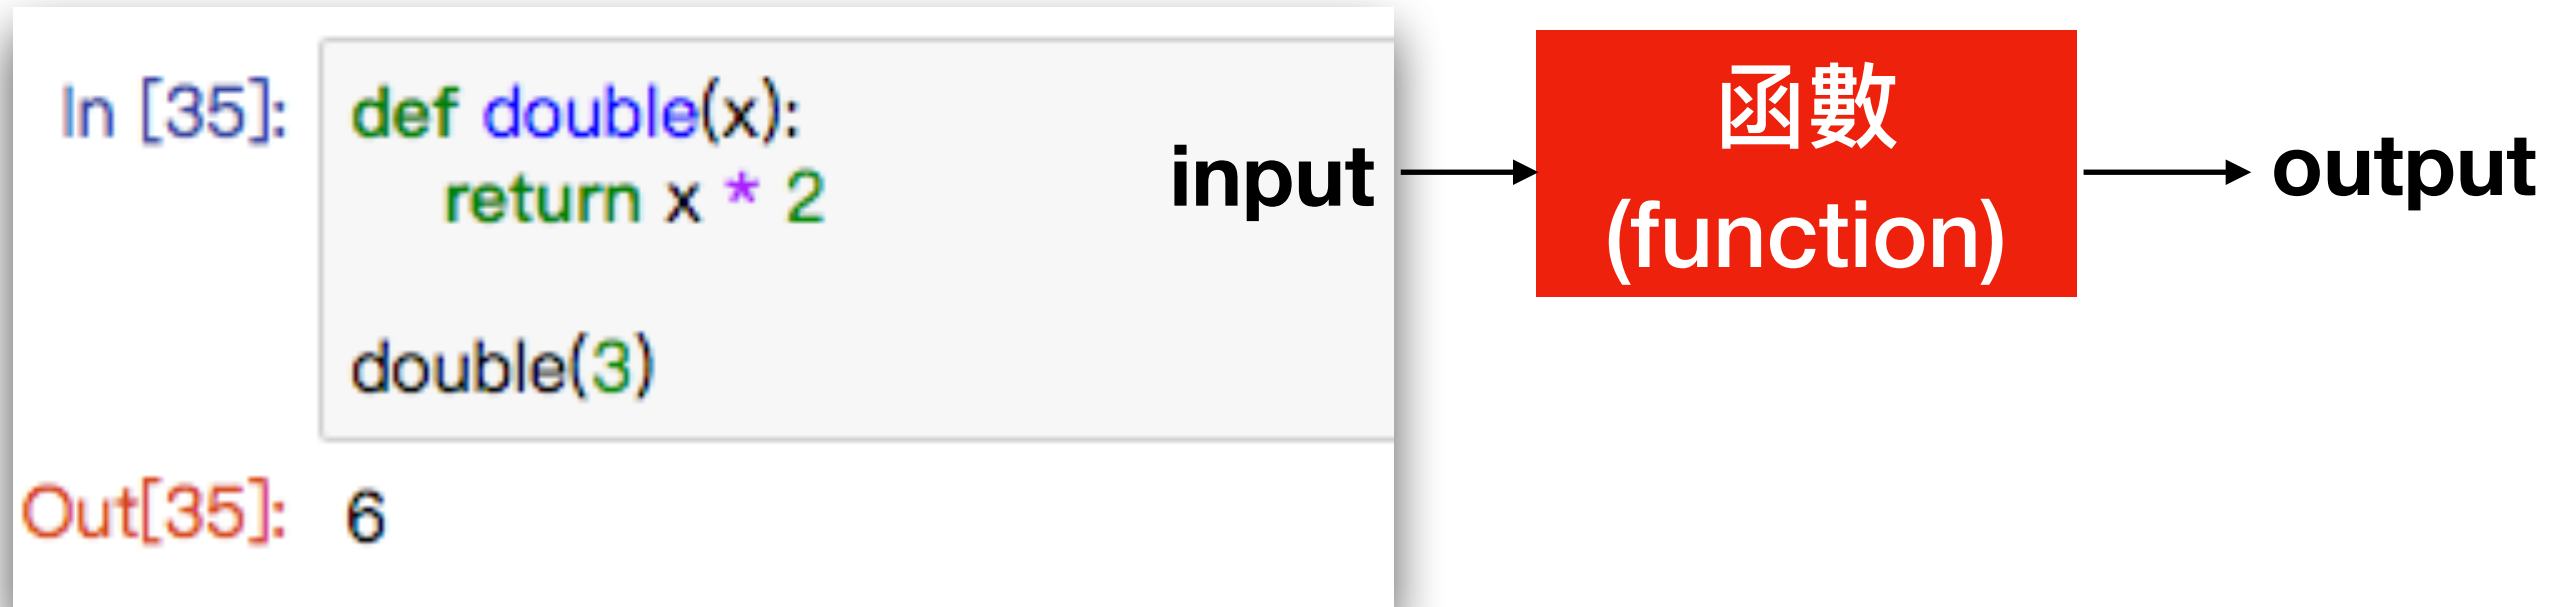 In [35]:
def double(x):
return x * 2
double(3)
Out[35]:
6
input
函數
(function)
output